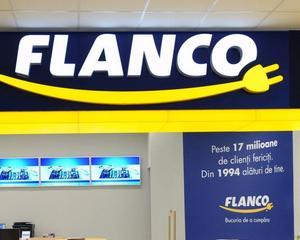 FLANCO
Peste 17 milioane
de clienți fericiți.
Din 1994 alături de tine.
FLANCO
Bucuria de a cumpăra